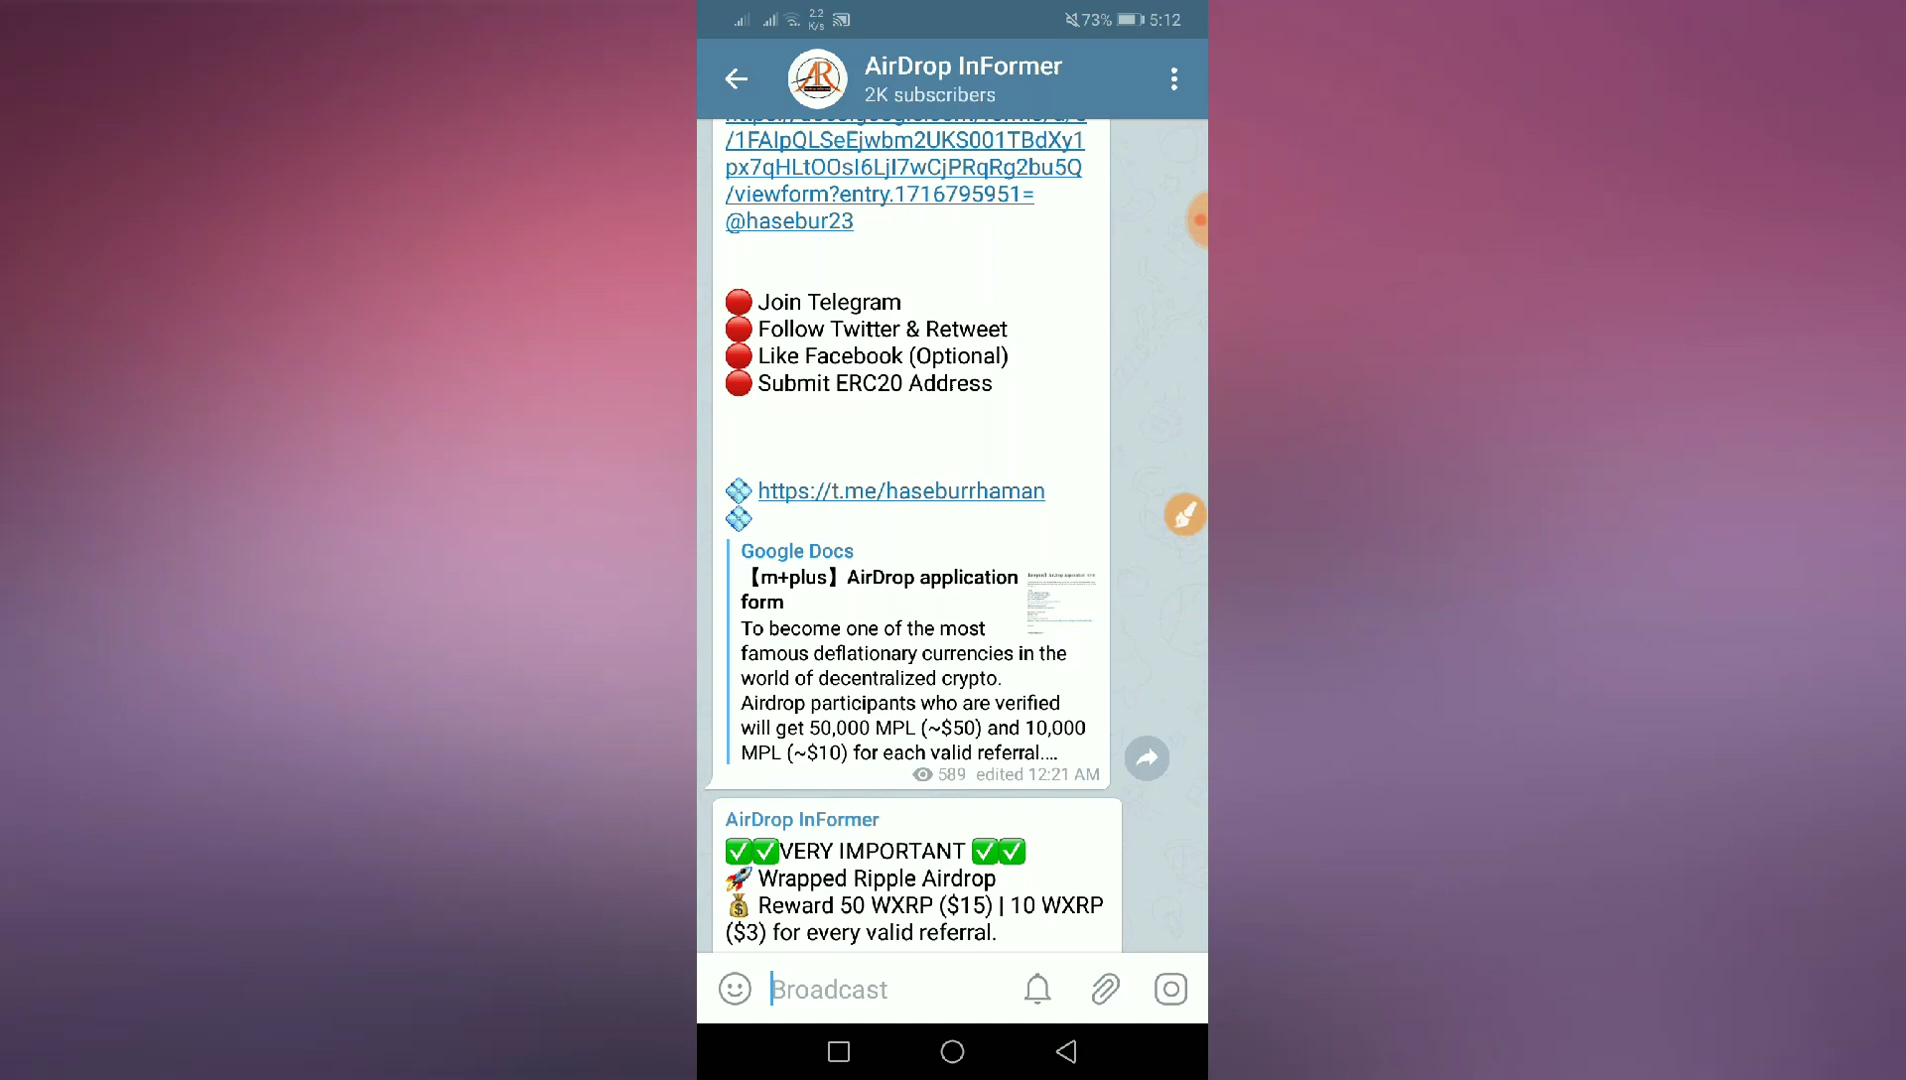 2.2
K/s
73%
5:12
AirDrop InFormer
2K subscribers
/1FAIpQLSeEjwbm2UKS001TBdXy1
px7qHLtOOsI6LjI7wCjPRqRg2bu5Q
/viewform?entry.1716795951=
@hasebur23
Join Telegram
Follow Twitter & Retweet
Like Facebook (Optional)
Submit ERC20 Address
https://t.me/haseburrhaman
Google Docs
【m+plus】AirDrop application
form
To become one of the most
famous deflationary currencies in the
world of decentralized crypto.
Airdrop participants who are verified
will get 50,000 MPL (~$50) and 10,000
MPL (~$10) for each valid referral....
589 edited 12:21 AM
AirDrop InFormer
✅✅VERY IMPORTANT ✅✅
🚀 Wrapped Ripple Airdrop
💰 Reward 50 WXRP ($15) | 10 WXRP
($3) for every valid referral.
Broadcast